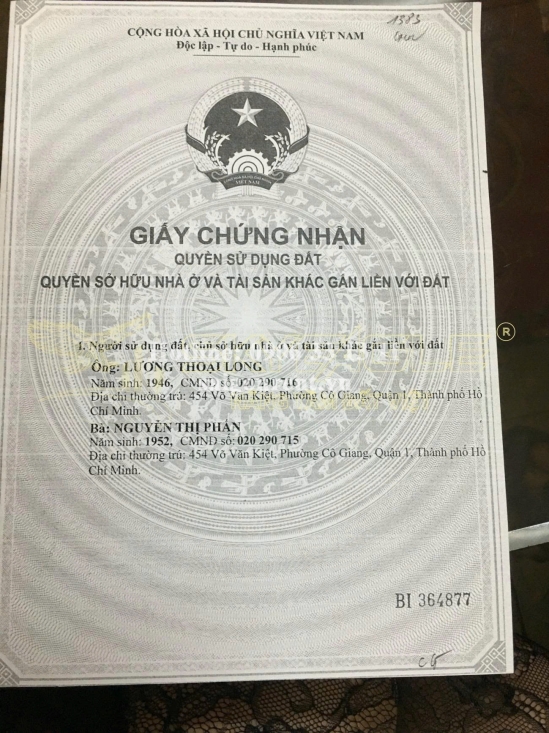 1383
CỘNG HÒA XÃ HỘI CHỦ NGHĨA VIỆT NAM
Độc lập - Tự do - Hạnh phúc
VIỆT NAM
GIẤY CHỨNG NHẬN
QUYỀN SỬ DỤNG ĐẤT
QUYỀN SỞ HỮU NHÀ Ở VÀ TÀI SẢN KHÁC GẮN LIỀN VỚI ĐẤT
®
I. Người sử dụng đất, chủ sở hữu nhà ở và tài sản khác gắn liền với đất
Ông: LƯƠNG THOẠI LONG
Năm sinh: 1946, CMND số: 020 290 716
Địa chỉ thường trú: 454 Võ Văn Kiệt, Phường Cô Giang, Quận 1, Thành phố Hồ
Chí Minh.
Bà: NGUYỄN THỊ PHÀN
Năm sinh: 1952, CMND số: 020 290 715
Địa chỉ thường trú: 454 Võ Văn Kiệt, Phường Cô Giang, Quận 1, Thành phố Hồ
Chí Minh.
BI 364877